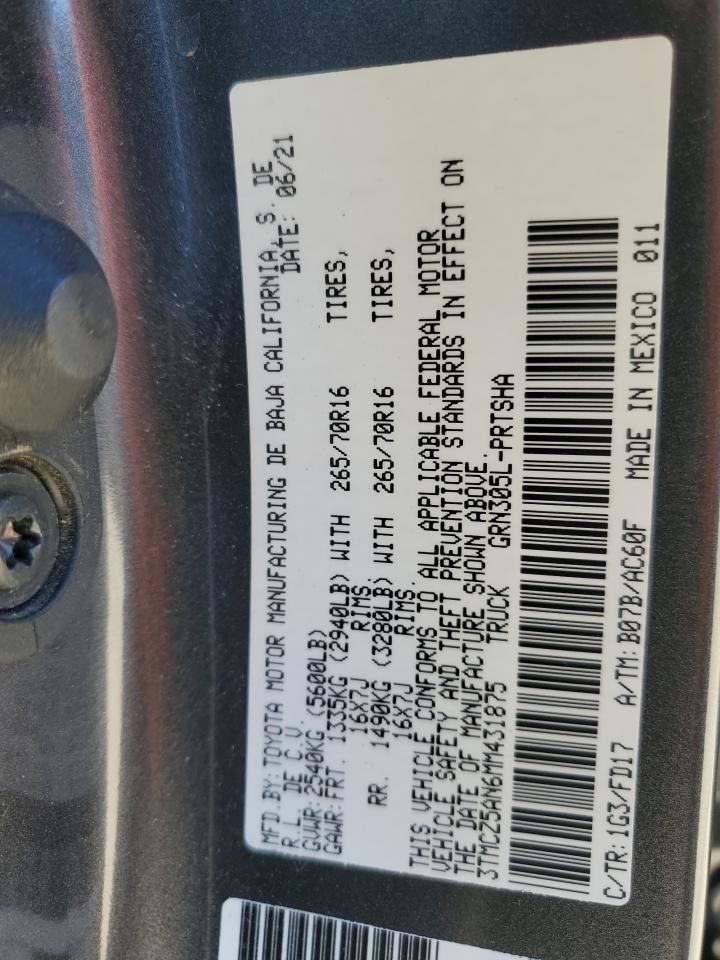 MFD.BY:TOYOTA MOTOR MANUFACTURING DE BAJA CALIFORNIA, S. DE
R.L. DE C.V. DATE: 06/21
GVWR:2540KG (5600LB)
GAWR:FRT. 1335KG (2940LB) WITH 265/70R16 TIRES,
16X7J RIMS.
RR. 1490KG (3280LB) WITH 265/70R16 TIRES,
16X7J RIMS.
THIS VEHICLE CONFORMS TO ALL APPLICABLE FEDERAL MOTOR
VEHICLE SAFETY AND THEFT PREVENTION STANDARDS IN EFFECT ON
THE DATE OF MANUFACTURE SHOWN ABOVE.
3TMCZ5AN6MM431875 TRUCK GRN305L-PRTSHA
C/TR:1G3/FD17 A/TM:B07B/AC60F MADE IN MEXICO 011